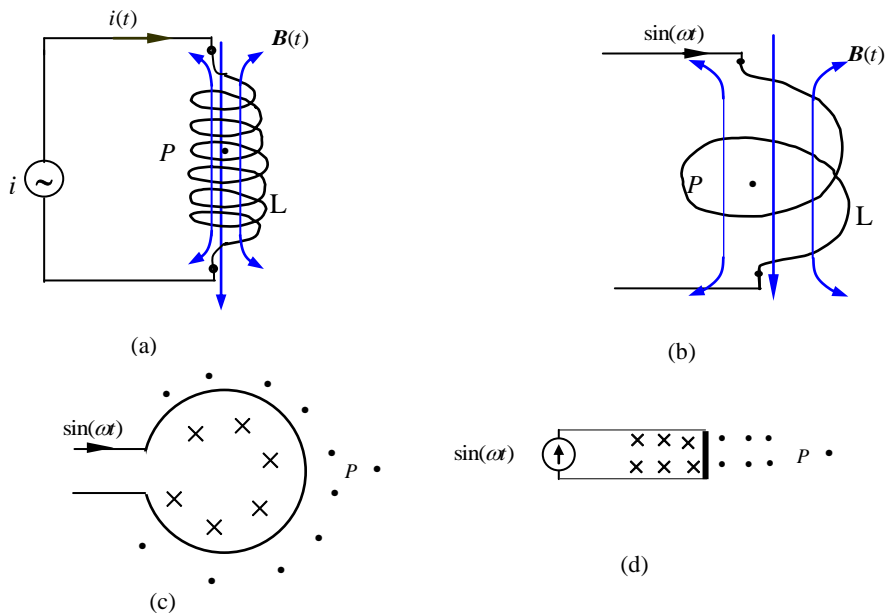 i(t)
B(t)
P
i
~
L
(a)
sin(ωt)
B(t)
P
L
(b)
sin(ωt)
P
(c)
sin(ωt)
P
(d)